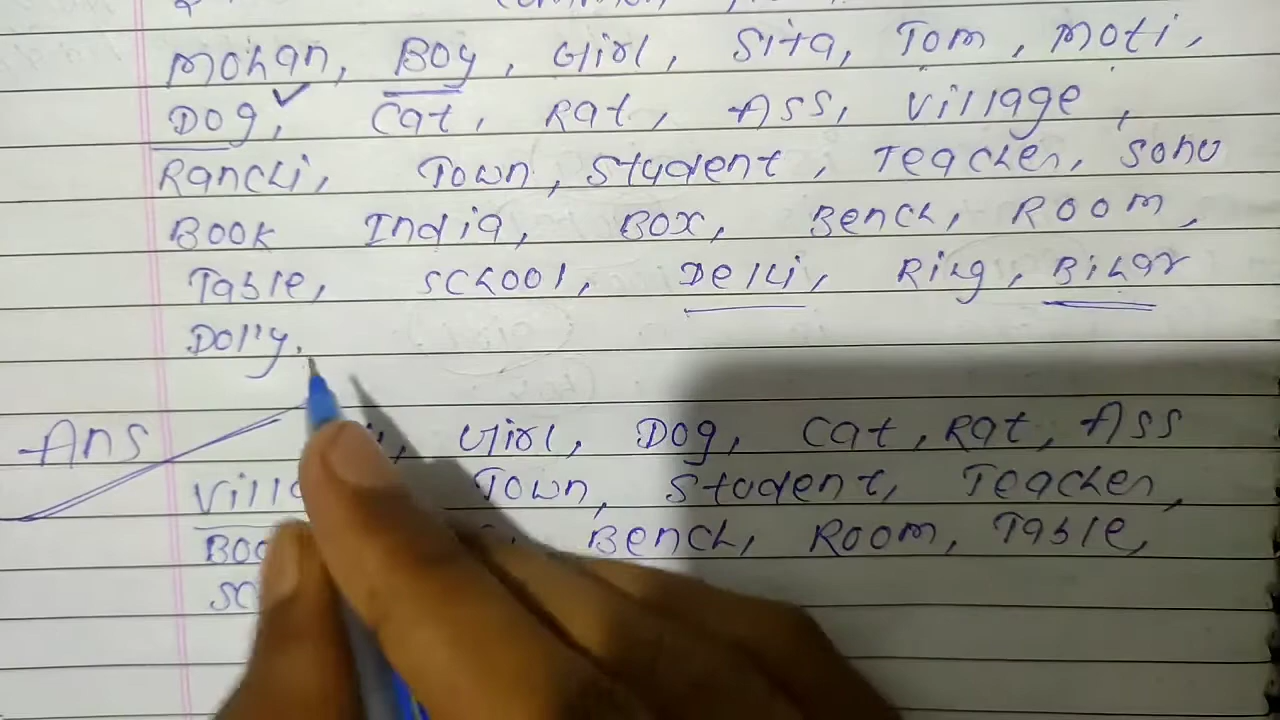 Mohan, Boy, Girl, Sita, Tom, Moti,
Dog, Cat, Rat, Ass, Village,
Ranchi, Town, Student, Teacher, Sonu
Book India, Box, Bench, Room,
Table, School, Delhi, Ring, Bihar
Dolly.
Ans Girl, Dog, Cat, Rat, Ass
Town, Student, Teacher,
Bench, Room, Table,